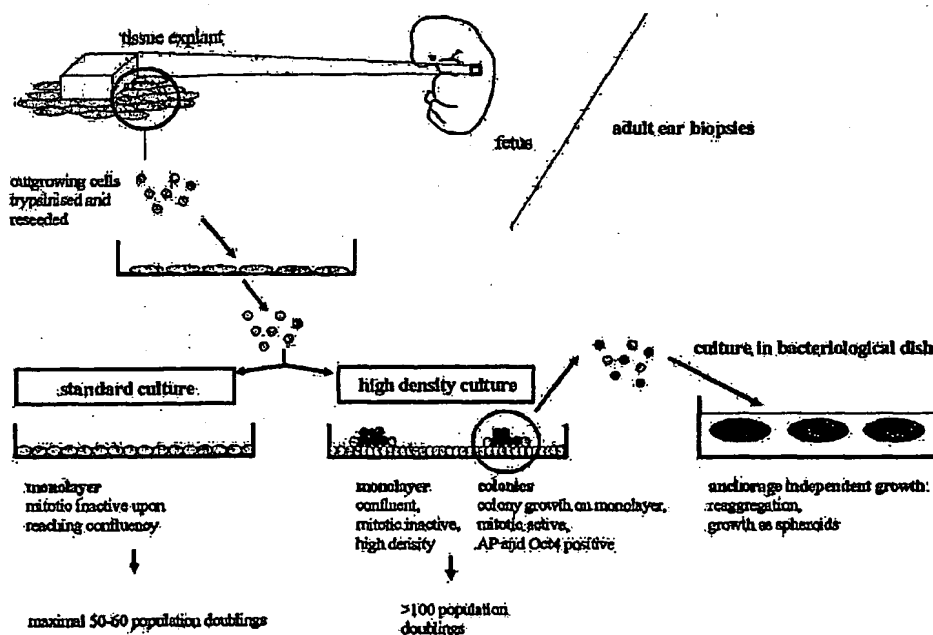 tissue explant
fetus
adult ear biopsies
outgrowing cells
trypsinised and
reseeded
culture in bacteriological dish
standard culture
high density culture
monolayer
mitotic inactive upon
reaching confluency
monolayer
confluent,
mitotic inactive,
high density
colonies
colony growth on monolayer,
mitotic active,
AP and Oct4 positive
anchorage independent growth:
reaggregation,
growth as spheroids
maximal 50-60 population doublings
>100 population
doublings